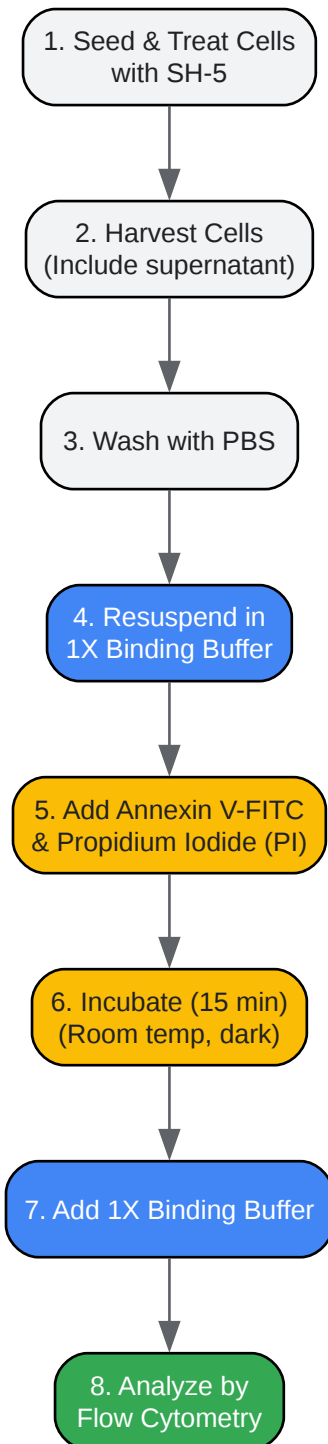 1. Seed & Treat Cells
with SH-5
2. Harvest Cells
(Include supernatant)
3. Wash with PBS
4. Resuspend in
1X Binding Buffer
5. Add Annexin V-FITC
& Propidium Iodide (PI)
6. Incubate (15 min)
(Room temp, dark)
7. Add 1X Binding Buffer
8. Analyze by
Flow Cytometry